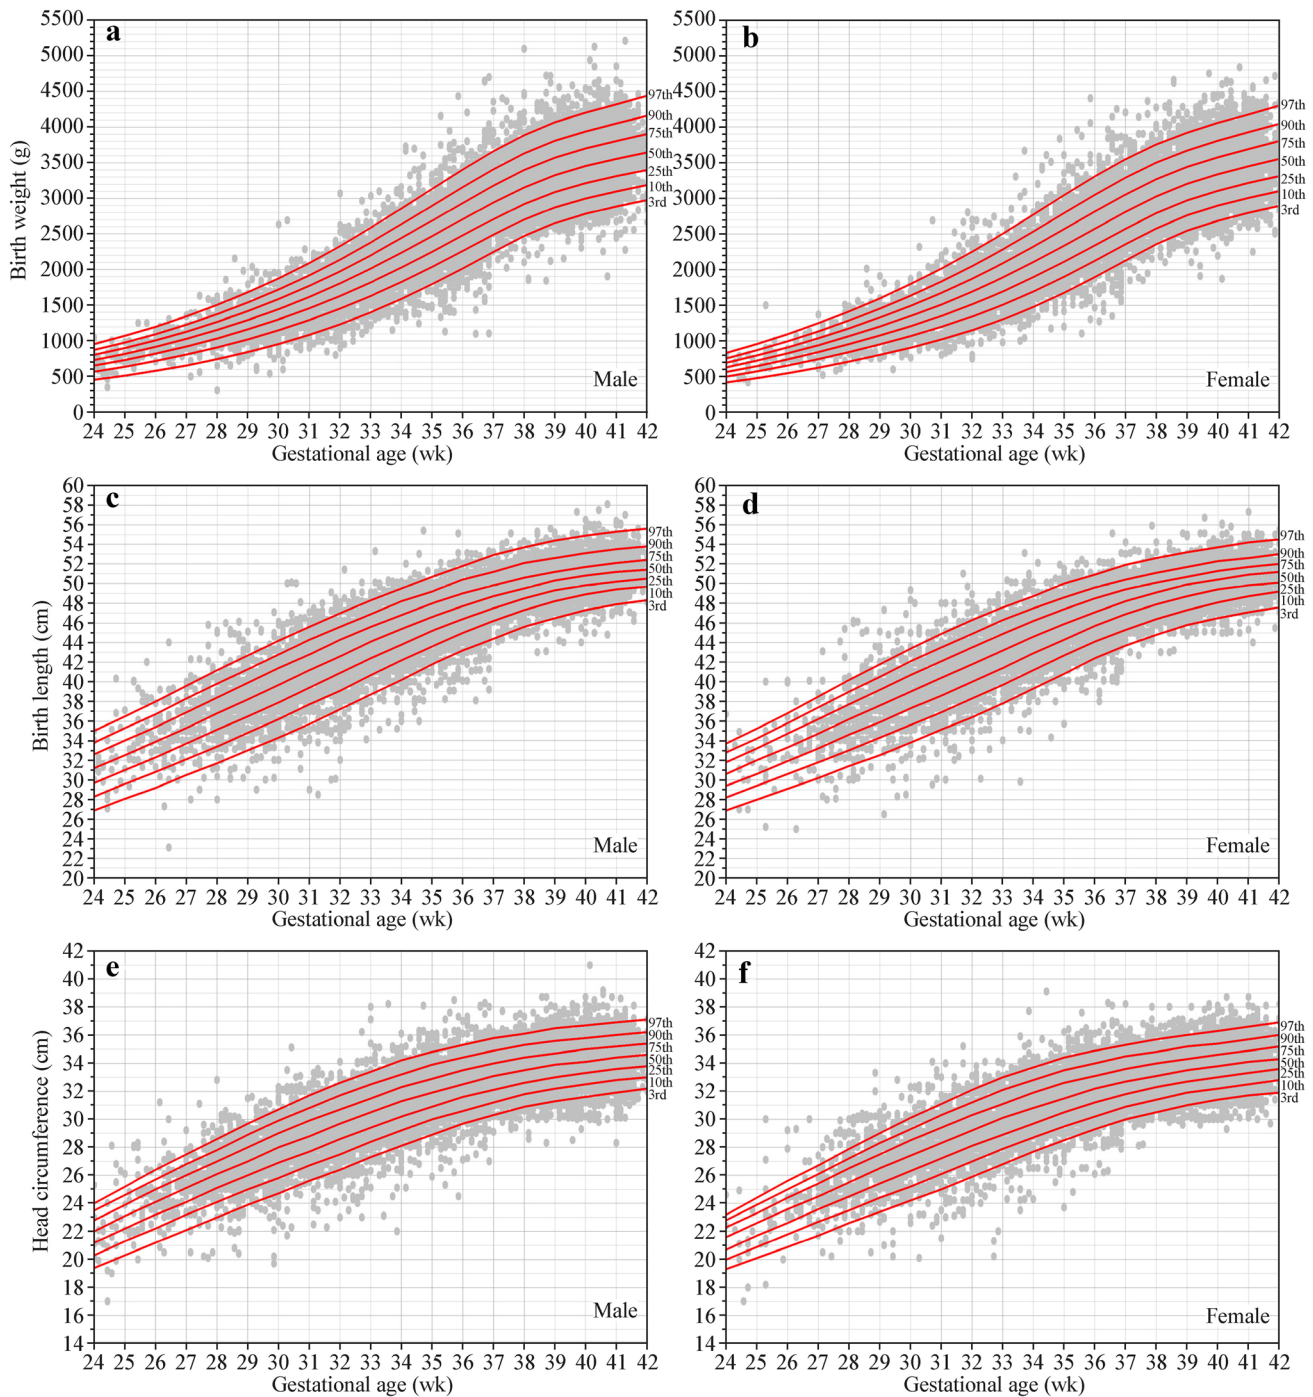 a
Birth weight (g)
5500
5000
4500
4000
3500
3000
2500
2000
1500
1000
500
0
97th
90th
75th
50th
25th
10th
3rd
Male
24 25 26 27 28 29 30 31 32 33 34 35 36 37 38 39 40 41 42
Gestational age (wk)
b
5500
5000
4500
4000
3500
3000
2500
2000
1500
1000
500
0
97th
90th
75th
50th
25th
10th
3rd
Female
24 25 26 27 28 29 30 31 32 33 34 35 36 37 38 39 40 41 42
Gestational age (wk)
c
Birth length (cm)
60
58
56
54
52
50
48
46
44
42
40
38
36
34
32
30
28
26
24
22
20
97th
90th
75th
50th
25th
10th
3rd
Male
24 25 26 27 28 29 30 31 32 33 34 35 36 37 38 39 40 41 42
Gestational age (wk)
d
60
58
56
54
52
50
48
46
44
42
40
38
36
34
32
30
28
26
24
22
20
97th
90th
75th
50th
25th
10th
3rd
Female
24 25 26 27 28 29 30 31 32 33 34 35 36 37 38 39 40 41 42
Gestational age (wk)
e
Head circumference (cm)
42
40
38
36
34
32
30
28
26
24
22
20
18
16
14
97th
90th
75th
50th
25th
10th
3rd
Male
24 25 26 27 28 29 30 31 32 33 34 35 36 37 38 39 40 41 42
Gestational age (wk)
f
42
40
38
36
34
32
30
28
26
24
22
20
18
16
14
97th
90th
75th
50th
25th
10th
3rd
Female
24 25 26 27 28 29 30 31 32 33 34 35 36 37 38 39 40 41 42
Gestational age (wk)